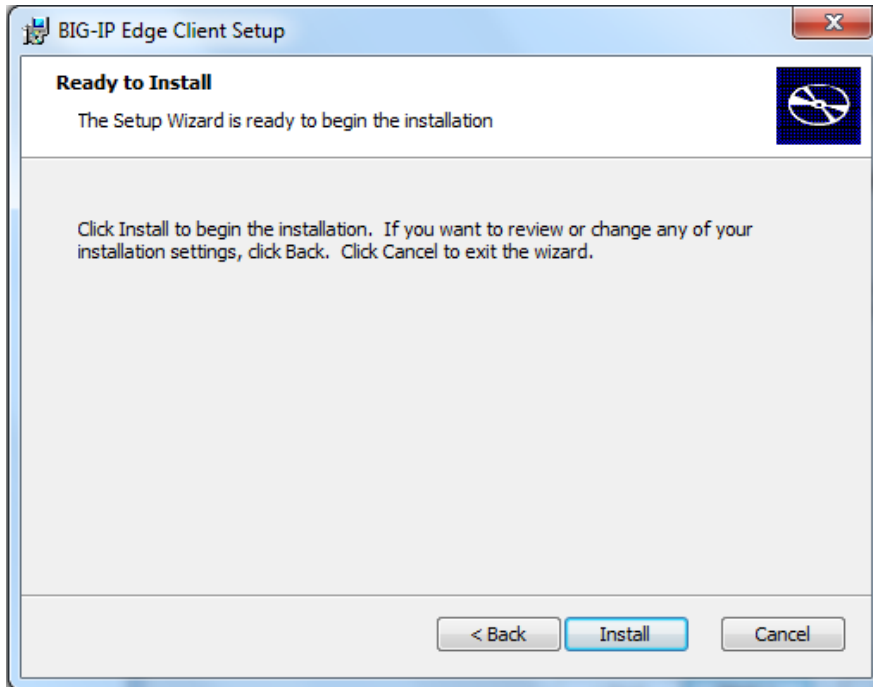 BIG-IP Edge Client Setup
Ready to Install
The Setup Wizard is ready to begin the installation
Click Install to begin the installation.  If you want to review or change any of your
installation settings, click Back.  Click Cancel to exit the wizard.
< Back Install Cancel